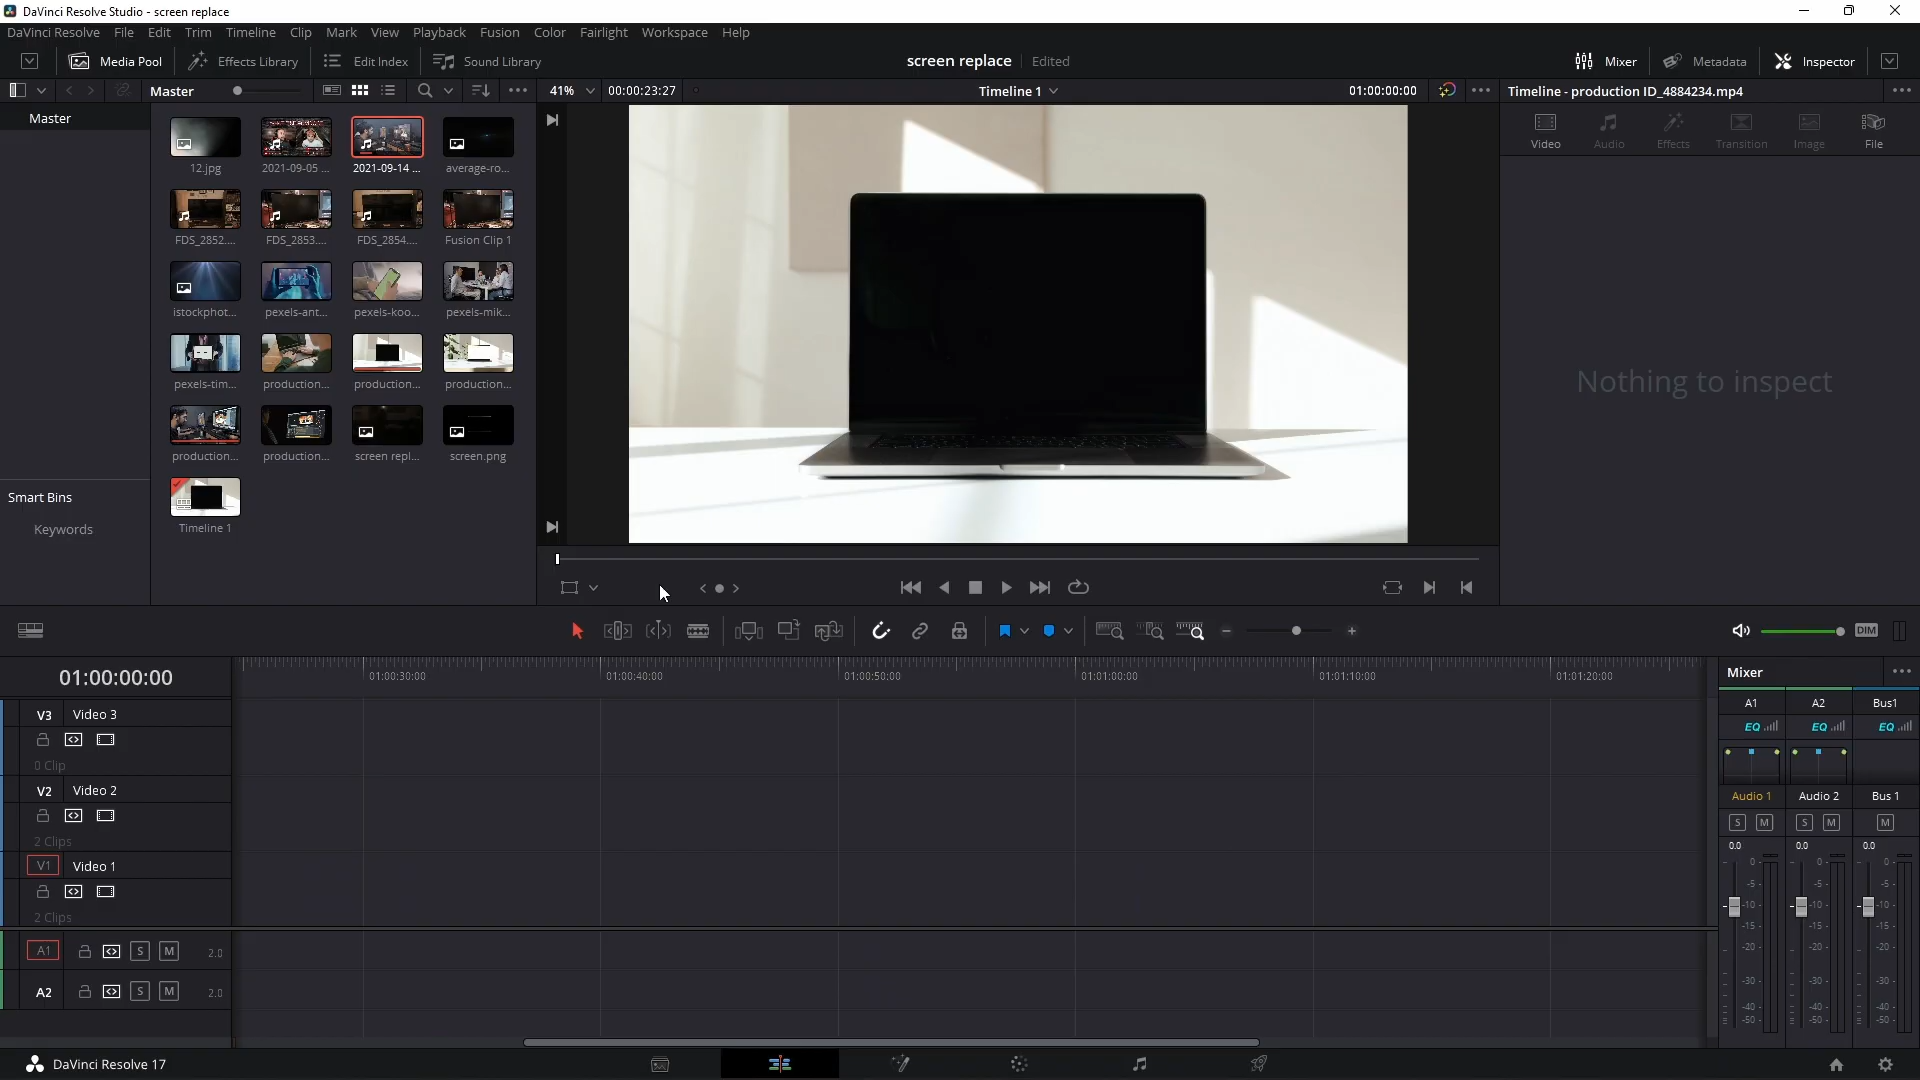 DaVinci Resolve Studio - screen replace
DaVinci Resolve File Edit Trim Timeline Clip Mark View Playback Fusion Color Fairlight Workspace Help
Media Pool Effects Library Edit Index Sound Library screen replace Edited Mixer Metadata Inspector
Master 41% 00:00:23:27 Timeline 1 01:00:00:00 Timeline - production ID_4884234.mp4
Master
Video Audio Effects Transition Image File
12.jpg 2021-09-05 ... 2021-09-14 ... average-ro...
FDS_2852.... FDS_2853.... FDS_2854.... Fusion Clip 1
istockphot... pexels-ant... pexels-koo... pexels-mik...
pexels-tim... production... production... production...
production... production... screen repl... screen.png
Timeline 1
Nothing to inspect
Smart Bins
Keywords
DIM
01:00:00:00
01:00:30:00 01:00:40:00 01:00:50:00 01:01:00:00 01:01:10:00 01:01:20:00
V3 Video 3
0 Clip
V2 Video 2
2 Clips
V1 Video 1
2 Clips
A1 S M 2.0
A2 S M 2.0
Mixer
A1 A2 Bus1
EQ EQ EQ
Audio 1 Audio 2 Bus 1
S M S M M
0.0 0.0 0.0
0- 0- 0-
-5- -5- -5-
-10- -10- -10-
-15- -15- -15-
-20- -20- -20-
-30- -30- -30-
-40- -40- -40-
-50- -50- -50-
DaVinci Resolve 17